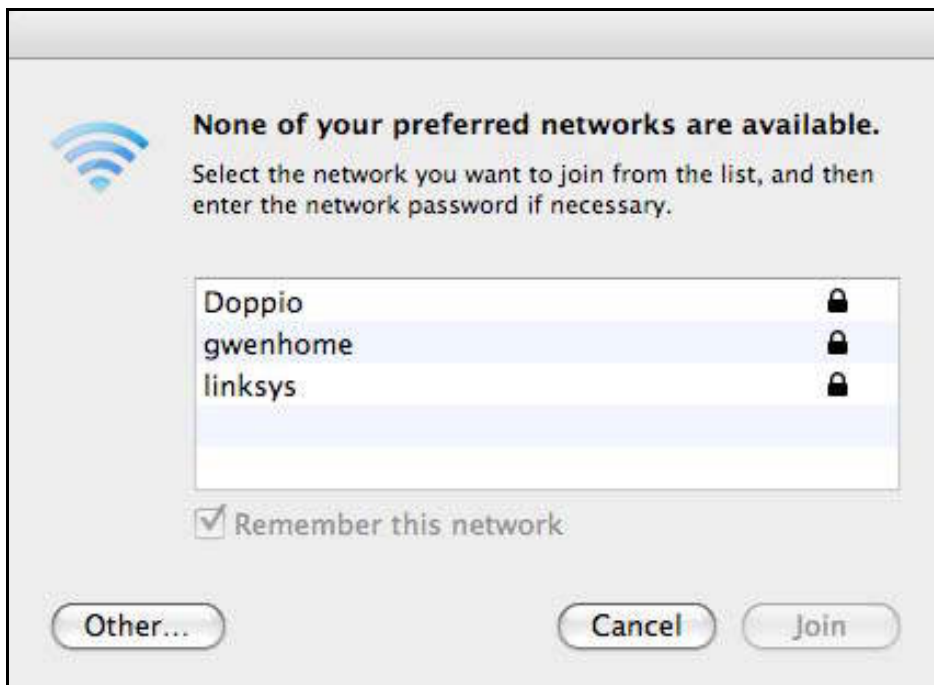 None of your preferred networks are available.
Select the network you want to join from the list, and then
enter the network password if necessary.
Doppio
gwenhome
linksys
Remember this network
Other...
Cancel
Join